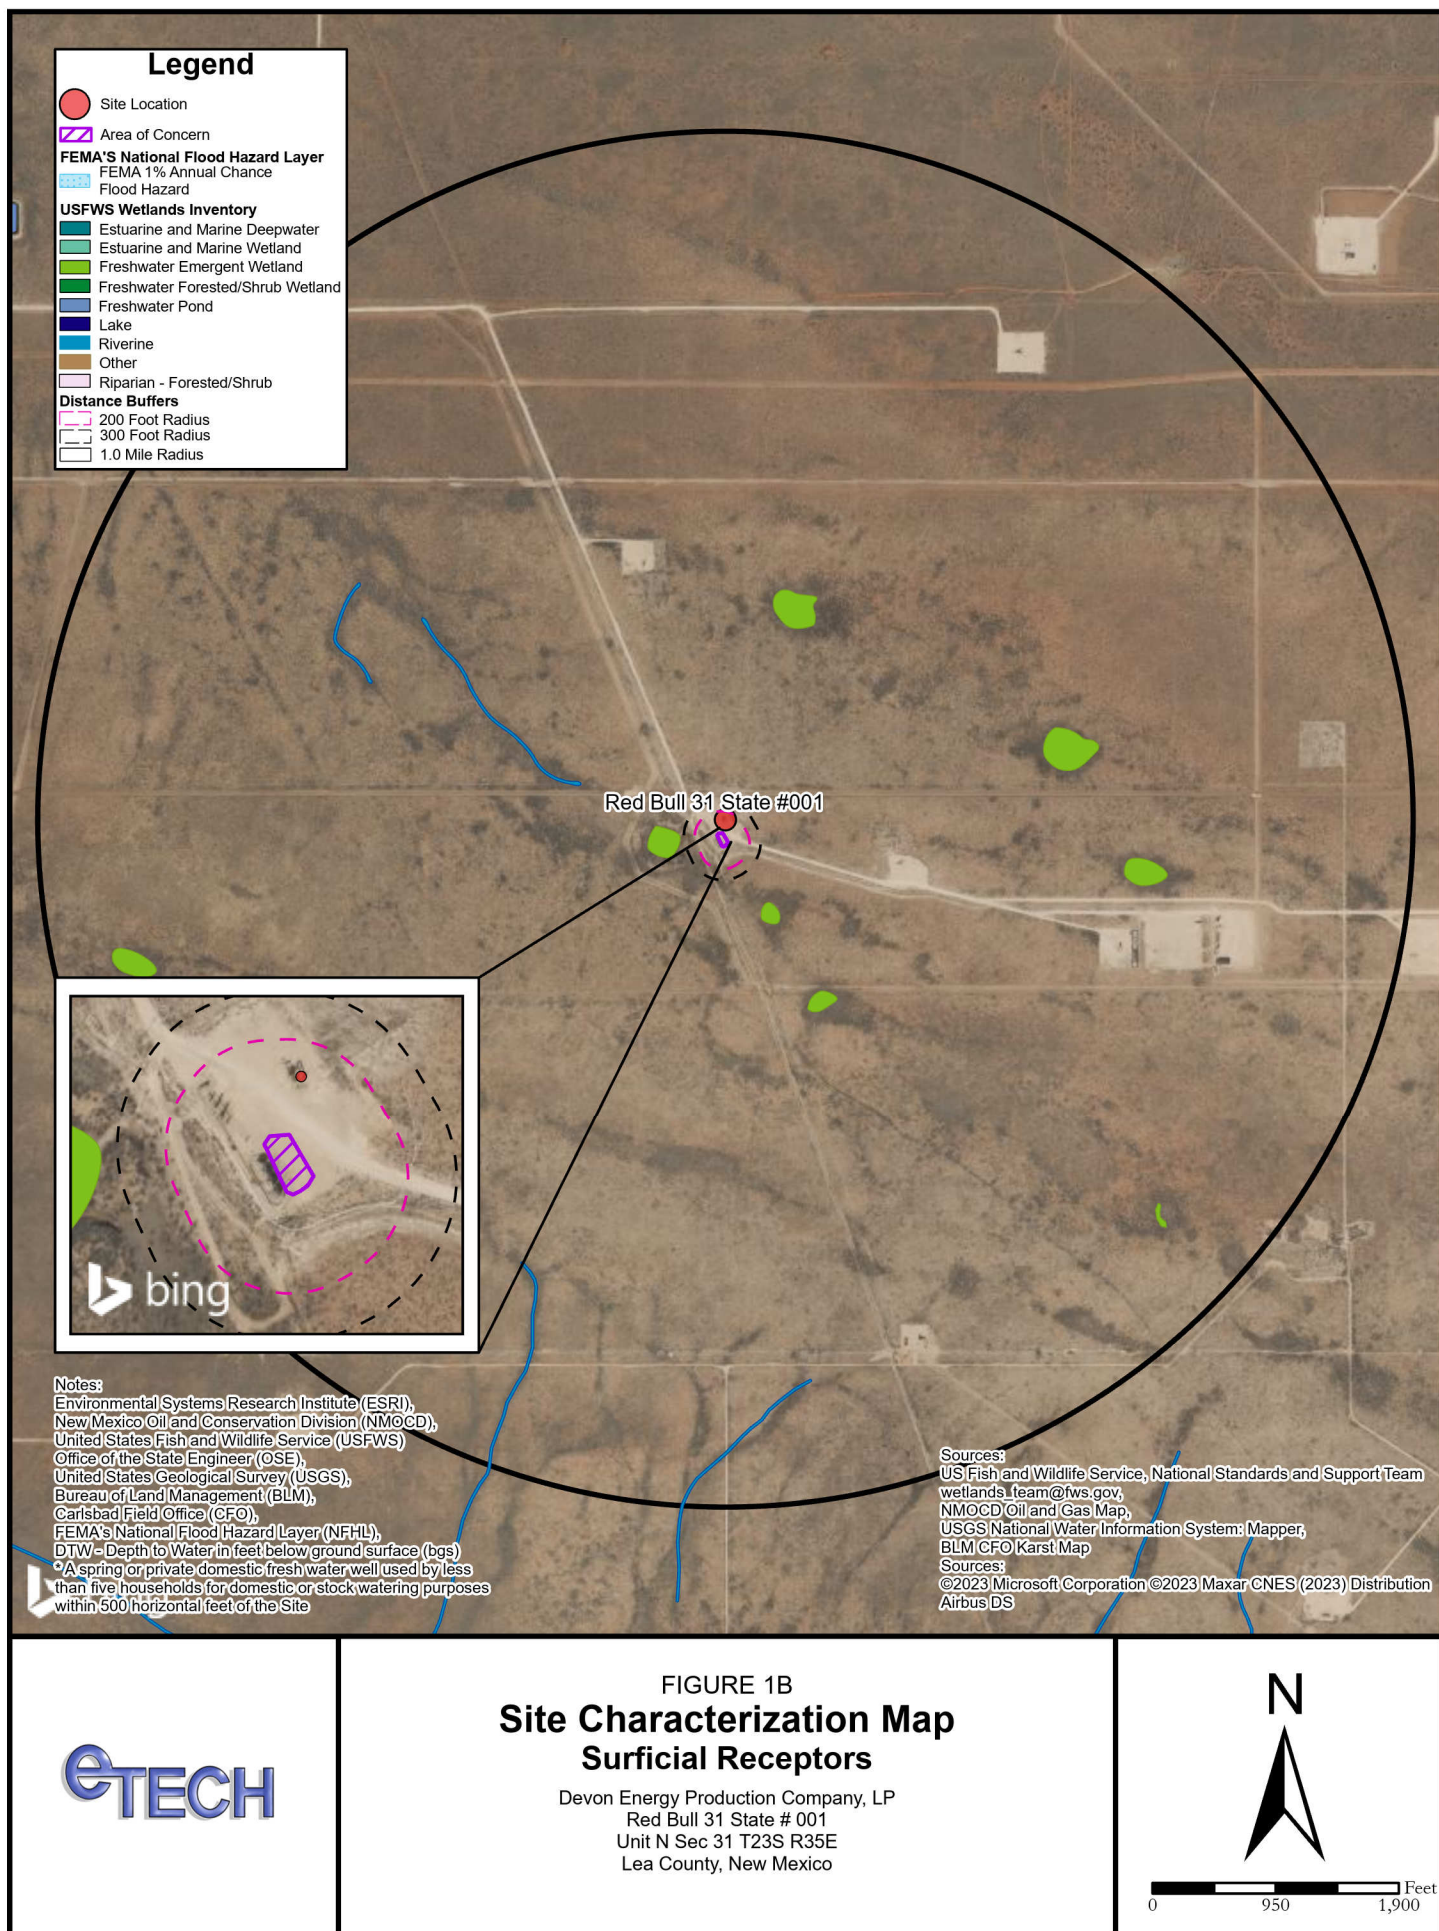 Legend
Site Location
Area of Concern
FEMA'S National Flood Hazard Layer
FEMA 1% Annual Chance
Flood Hazard
USFWS Wetlands Inventory
Estuarine and Marine Deepwater
Estuarine and Marine Wetland
Freshwater Emergent Wetland
Freshwater Forested/Shrub Wetland
Freshwater Pond
Lake
Riverine
Other
Riparian - Forested/Shrub
Distance Buffers
200 Foot Radius
300 Foot Radius
1.0 Mile Radius
Red Bull 31 State #001
bing
Notes:
Environmental Systems Research Institute (ESRI),
New Mexico Oil and Conservation Division (NMOCD),
United States Fish and Wildlife Service (USFWS)
Office of the State Engineer (OSE),
United States Geological Survey (USGS),
Bureau of Land Management (BLM),
Carlsbad Field Office (CFO),
FEMA's National Flood Hazard Layer (NFHL),
DTW - Depth to Water in feet below ground surface (bgs)
* A spring or private domestic fresh water well used by less
than five households for domestic or stock watering purposes
within 500 horizontal feet of the Site
Sources:
US Fish and Wildlife Service, National Standards and Support Team
wetlands_team@fws.gov,
NMOCD Oil and Gas Map,
USGS National Water Information System: Mapper,
BLM CFO Karst Map
Sources:
©2023 Microsoft Corporation ©2023 Maxar CNES (2023) Distribution
Airbus DS
eTECH
FIGURE 1B
Site Characterization Map
Surficial Receptors
Devon Energy Production Company, LP
Red Bull 31 State # 001
Unit N Sec 31 T23S R35E
Lea County, New Mexico
N
Feet
0 950 1,900